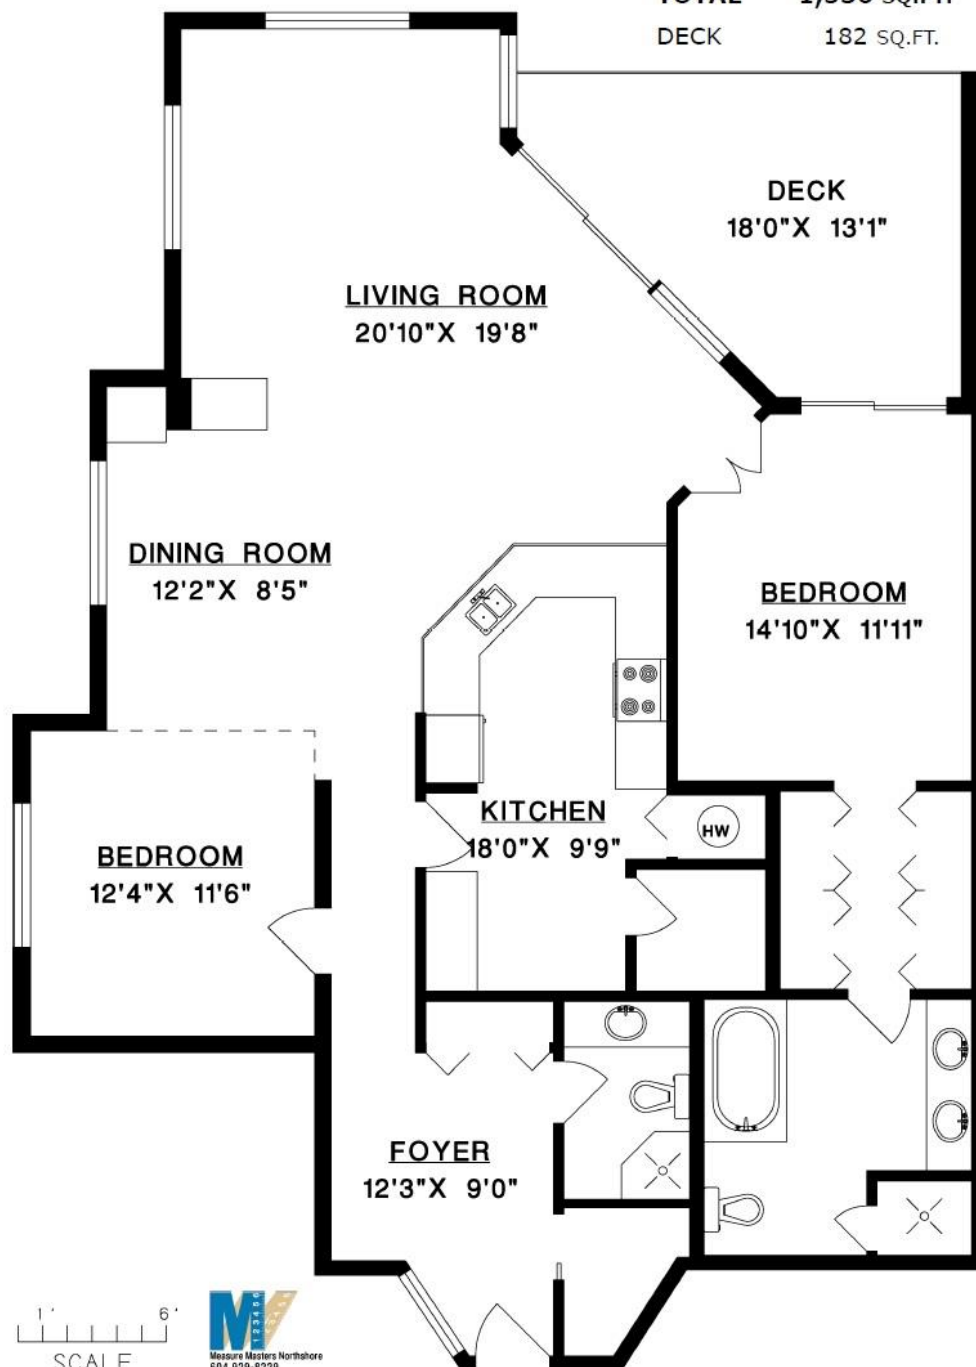 TOTAL
DECK 182 SQ.FT.
DECK
18'0"X 13'1"
LIVING ROOM
20'10"X 19'8"
DINING ROOM
12'2"X 8'5"
BEDROOM
14'10"X 11'11"
KITCHEN
18'0"X 9'9"
HW
BEDROOM
12'4"X 11'6"
FOYER
12'3"X 9'0"
1' 6'
SCALE
M
123456
Measure Masters Northshore